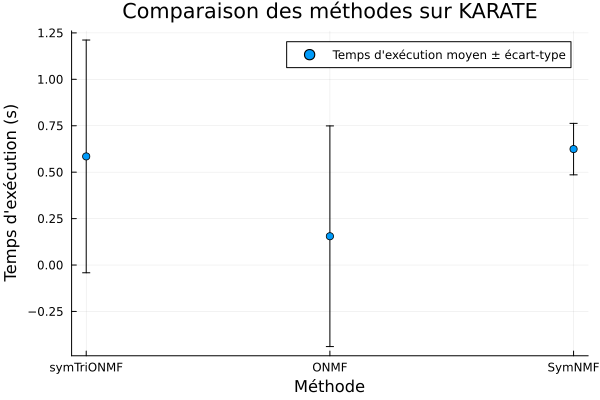 Comparaison des méthodes sur KARATE
Temps d'exécution moyen ± écart-type
Temps d'exécution (s)
1.25
1.00
0.75
0.50
0.25
0.00
−0.25
symTriONMF ONMF SymNMF
Méthode